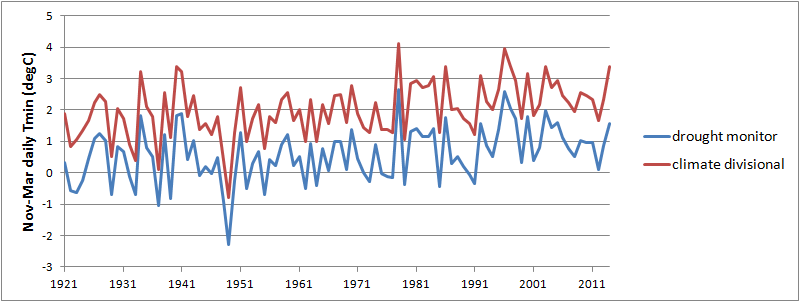 Nov-Mar daily Tmin (degC)
5
4
3
2
1
0
-1
-2
-3
1921 1931 1941 1951 1961 1971 1981 1991 2001 2011
drought monitor
climate divisional